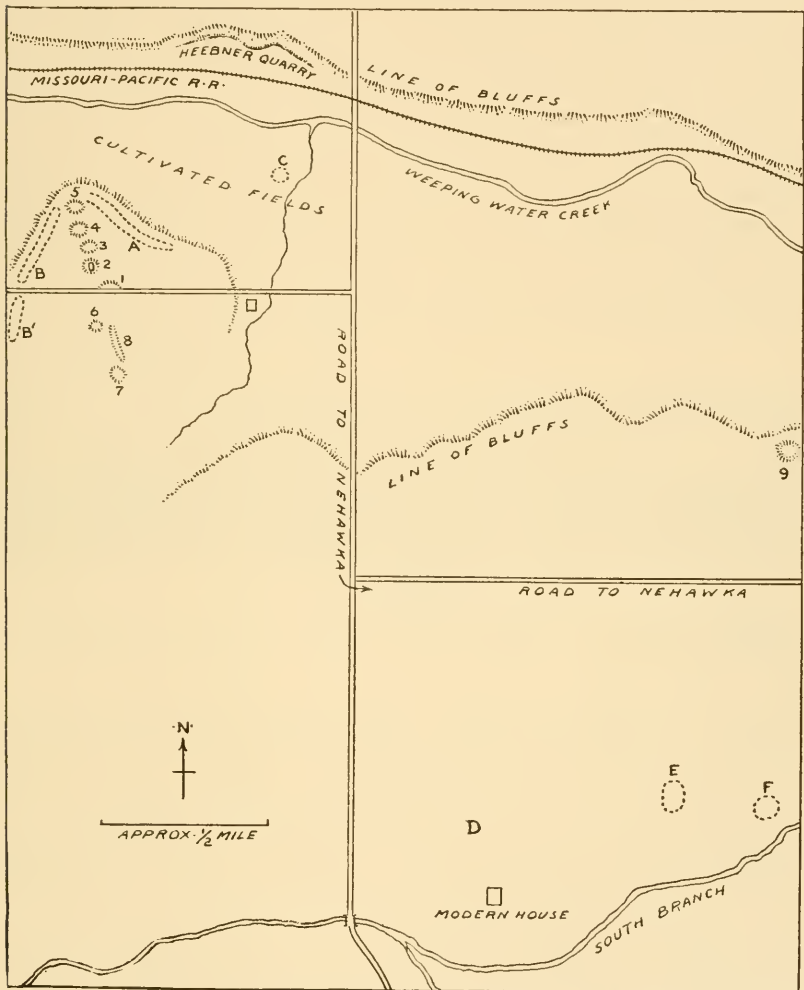 HEEBNER QUARRY
MISSOURI-PACIFIC R.R.
LINE OF BLUFFS
CULTIVATED FIELDS
C
WEEPING WATER CREEK
5
4
3
A
2
B
1
B'
6
8
7
ROAD TO NEHAWKA
LINE OF BLUFFS
9
ROAD TO NEHAWKA
·N·
E
F
APPROX. ½ MILE
D
MODERN HOUSE
SOUTH BRANCH